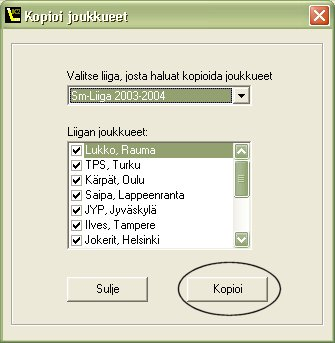 Kopioi joukkueet
Valitse liiga, josta haluat kopioida joukkueet
Sm-Liiga 2003-2004
Liigan joukkueet:
Lukko, Rauma
TPS, Turku
Kärpät, Oulu
Saipa, Lappeenranta
JYP, Jyväskylä
Ilves, Tampere
Jokerit, Helsinki
Sulje
Kopioi